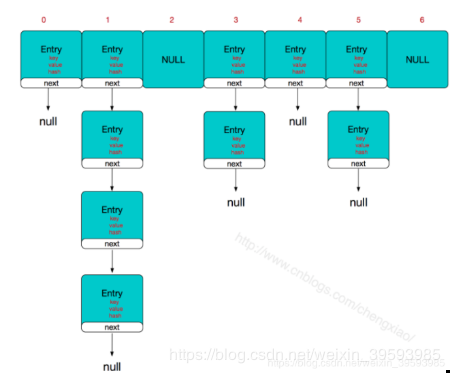 0 1 2 3 4 5 6
Entry Entry NULL Entry Entry Entry NULL
key key key key key
value value value value value
hash hash hash hash hash
next next next next next
null Entry Entry null Entry
key key key
value value value
hash hash hash
next next next
Entry null null
key
value
hash
next
http://www.cnblogs.com/chengxiao/
Entry
key
value
hash
next
https://blog.csdn.net/weixin_39593985
null